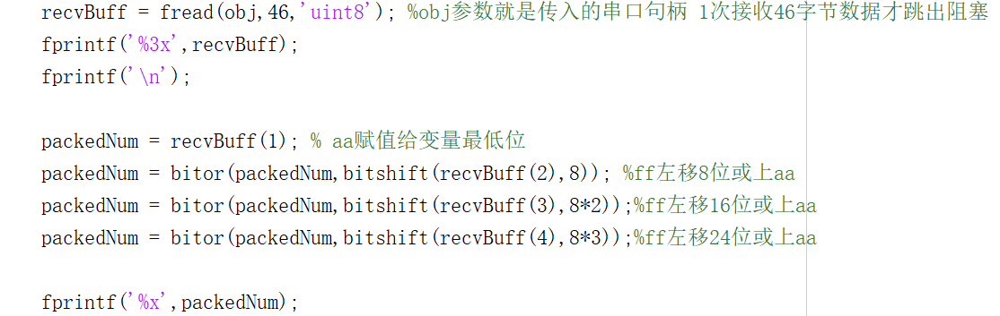 recvBuff = fread(obj,46,'uint8'); %obj参数就是传入的串口句柄 1次接收46字节数据才跳出阻塞
fprintf('%3x',recvBuff);
fprintf('\n');
packedNum = recvBuff(1); % aa赋值给变量最低位
packedNum = bitor(packedNum,bitshift(recvBuff(2),8)); %ff左移8位或上aa
packedNum = bitor(packedNum,bitshift(recvBuff(3),8*2));%ff左移16位或上aa
packedNum = bitor(packedNum,bitshift(recvBuff(4),8*3));%ff左移24位或上aa
fprintf('%x',packedNum);